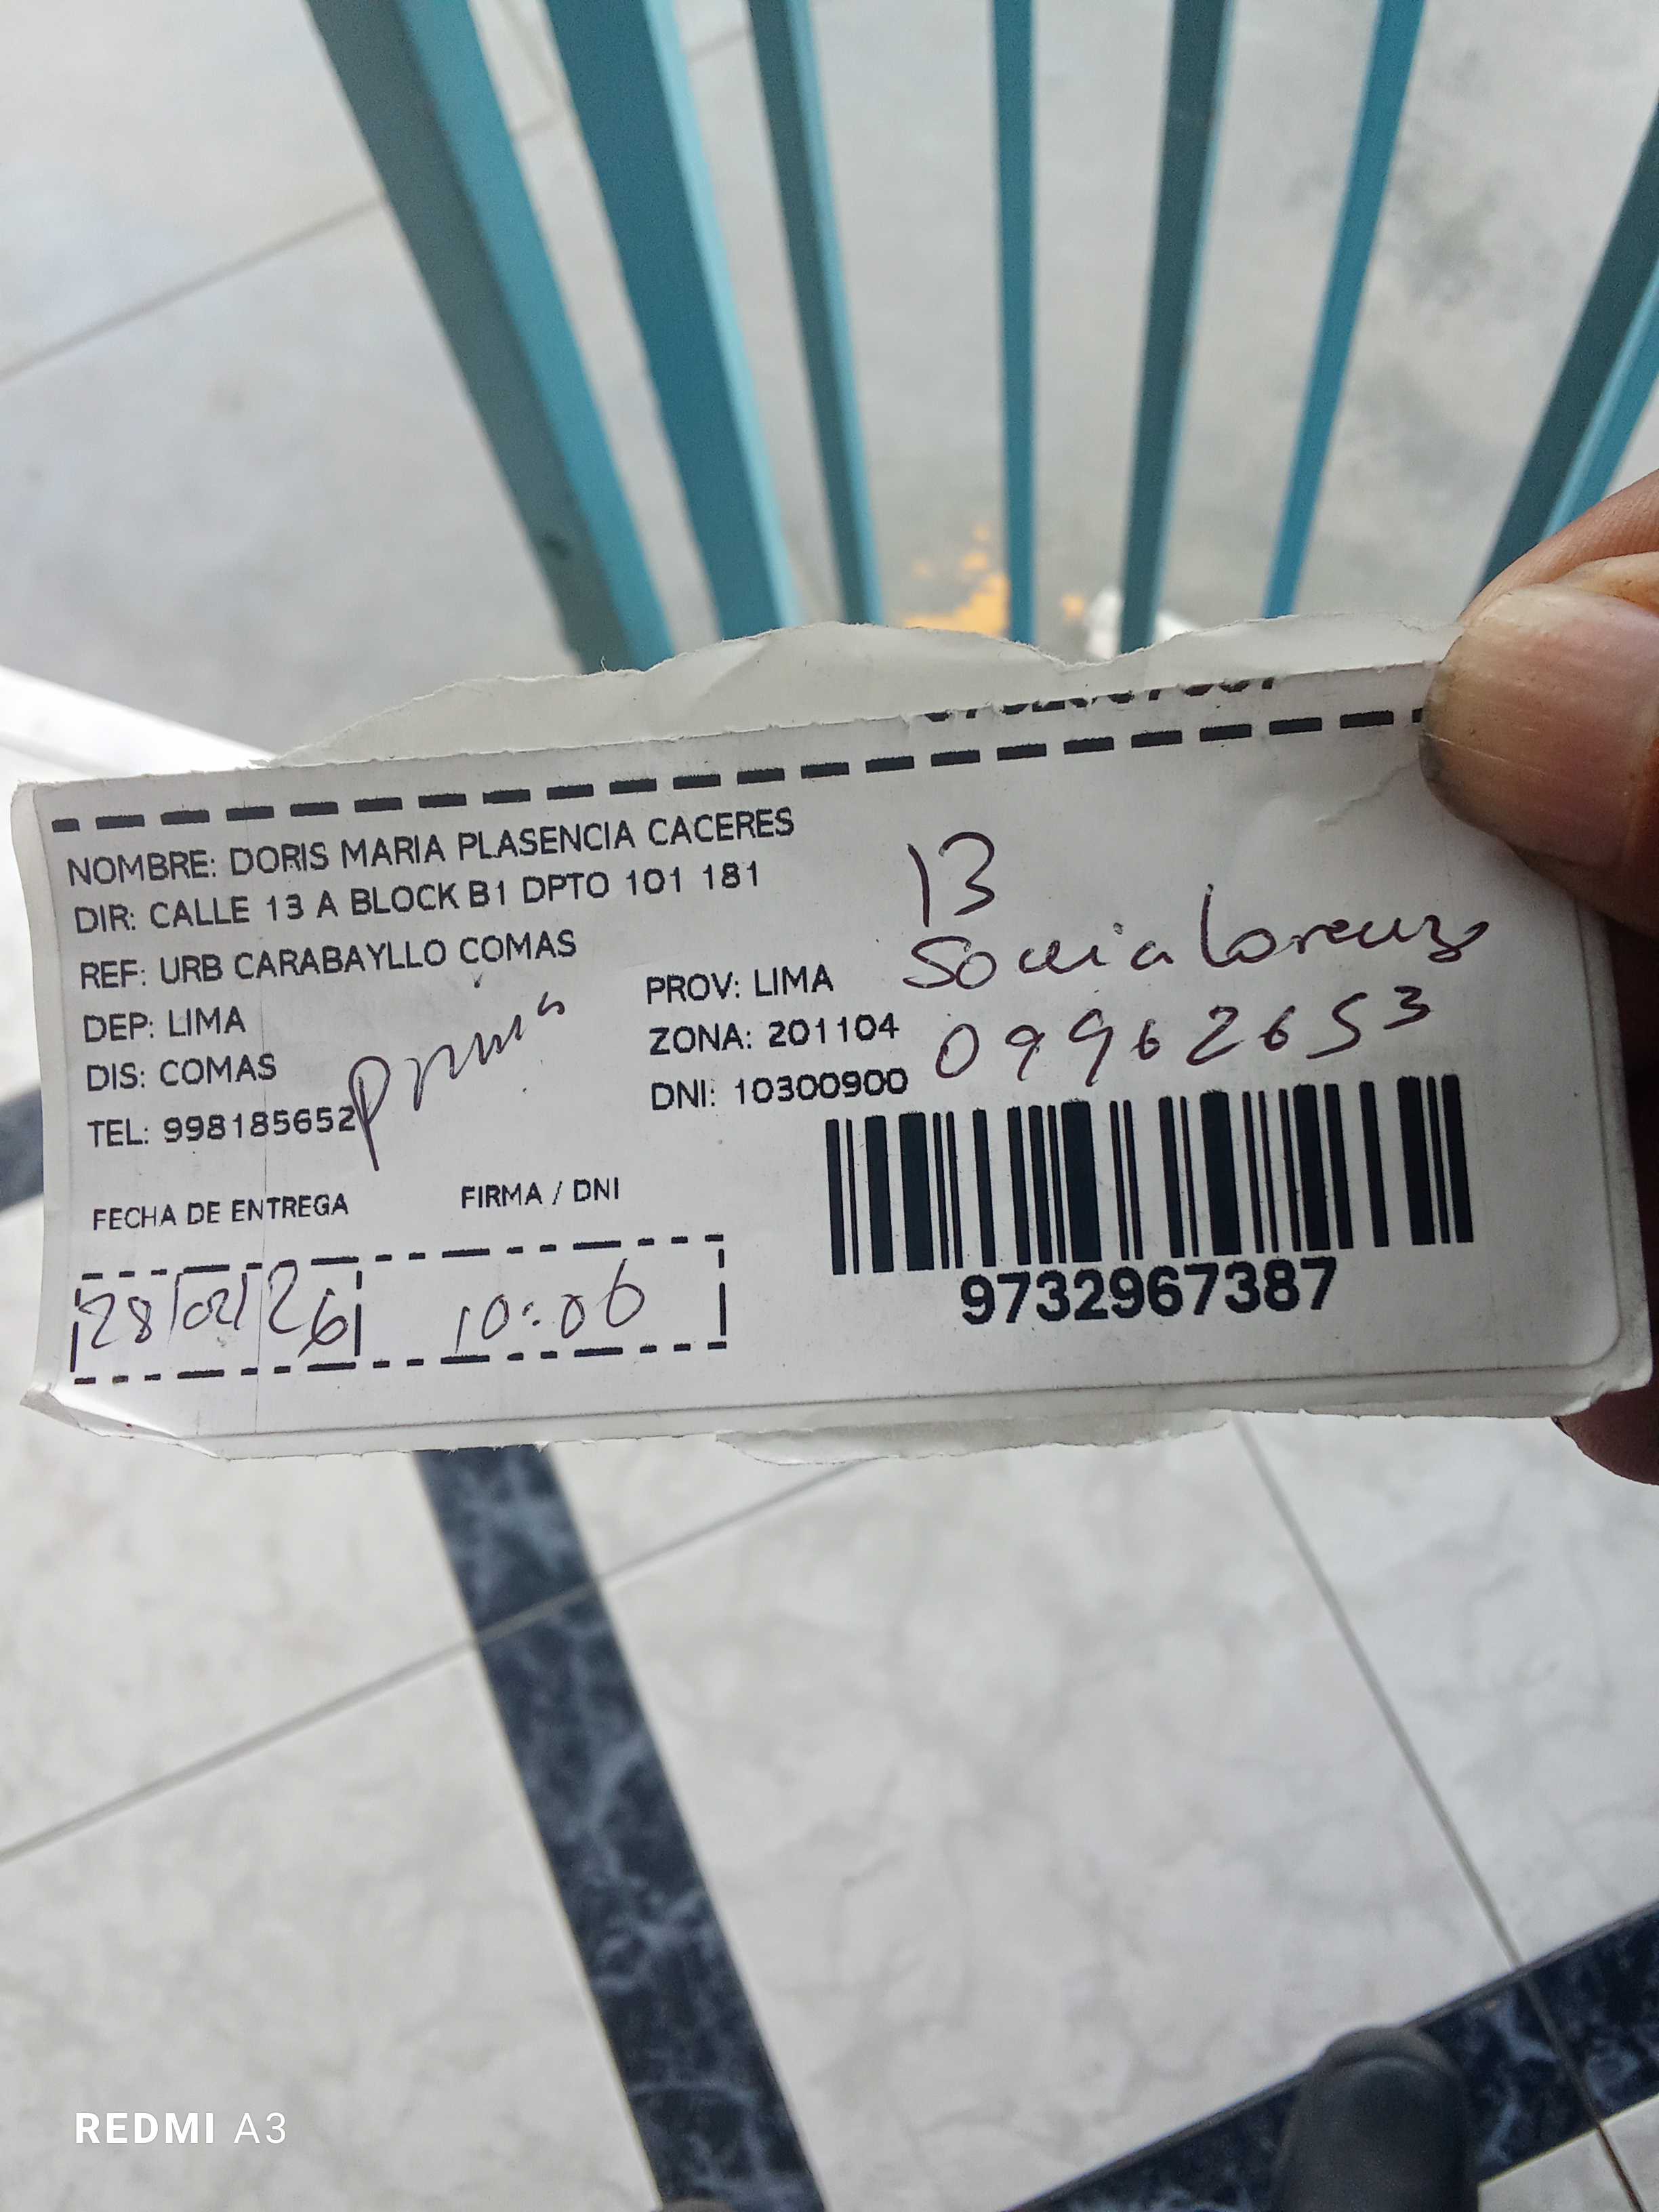 NOMBRE: DORIS MARIA PLASENCIA CACERES
DIR: CALLE 13 A BLOCK B1 DPTO 101 181
REF: URB CARABAYLLO COMAS
DEP: LIMA
PROV: LIMA
DIS: COMAS
ZONA: 201104
TEL: 998185652
DNI: 10300900
13
Sonia Lorenzo
09962653
FECHA DE ENTREGA
FIRMA / DNI
28/02/26
10:06
9732967387
REDMI A3